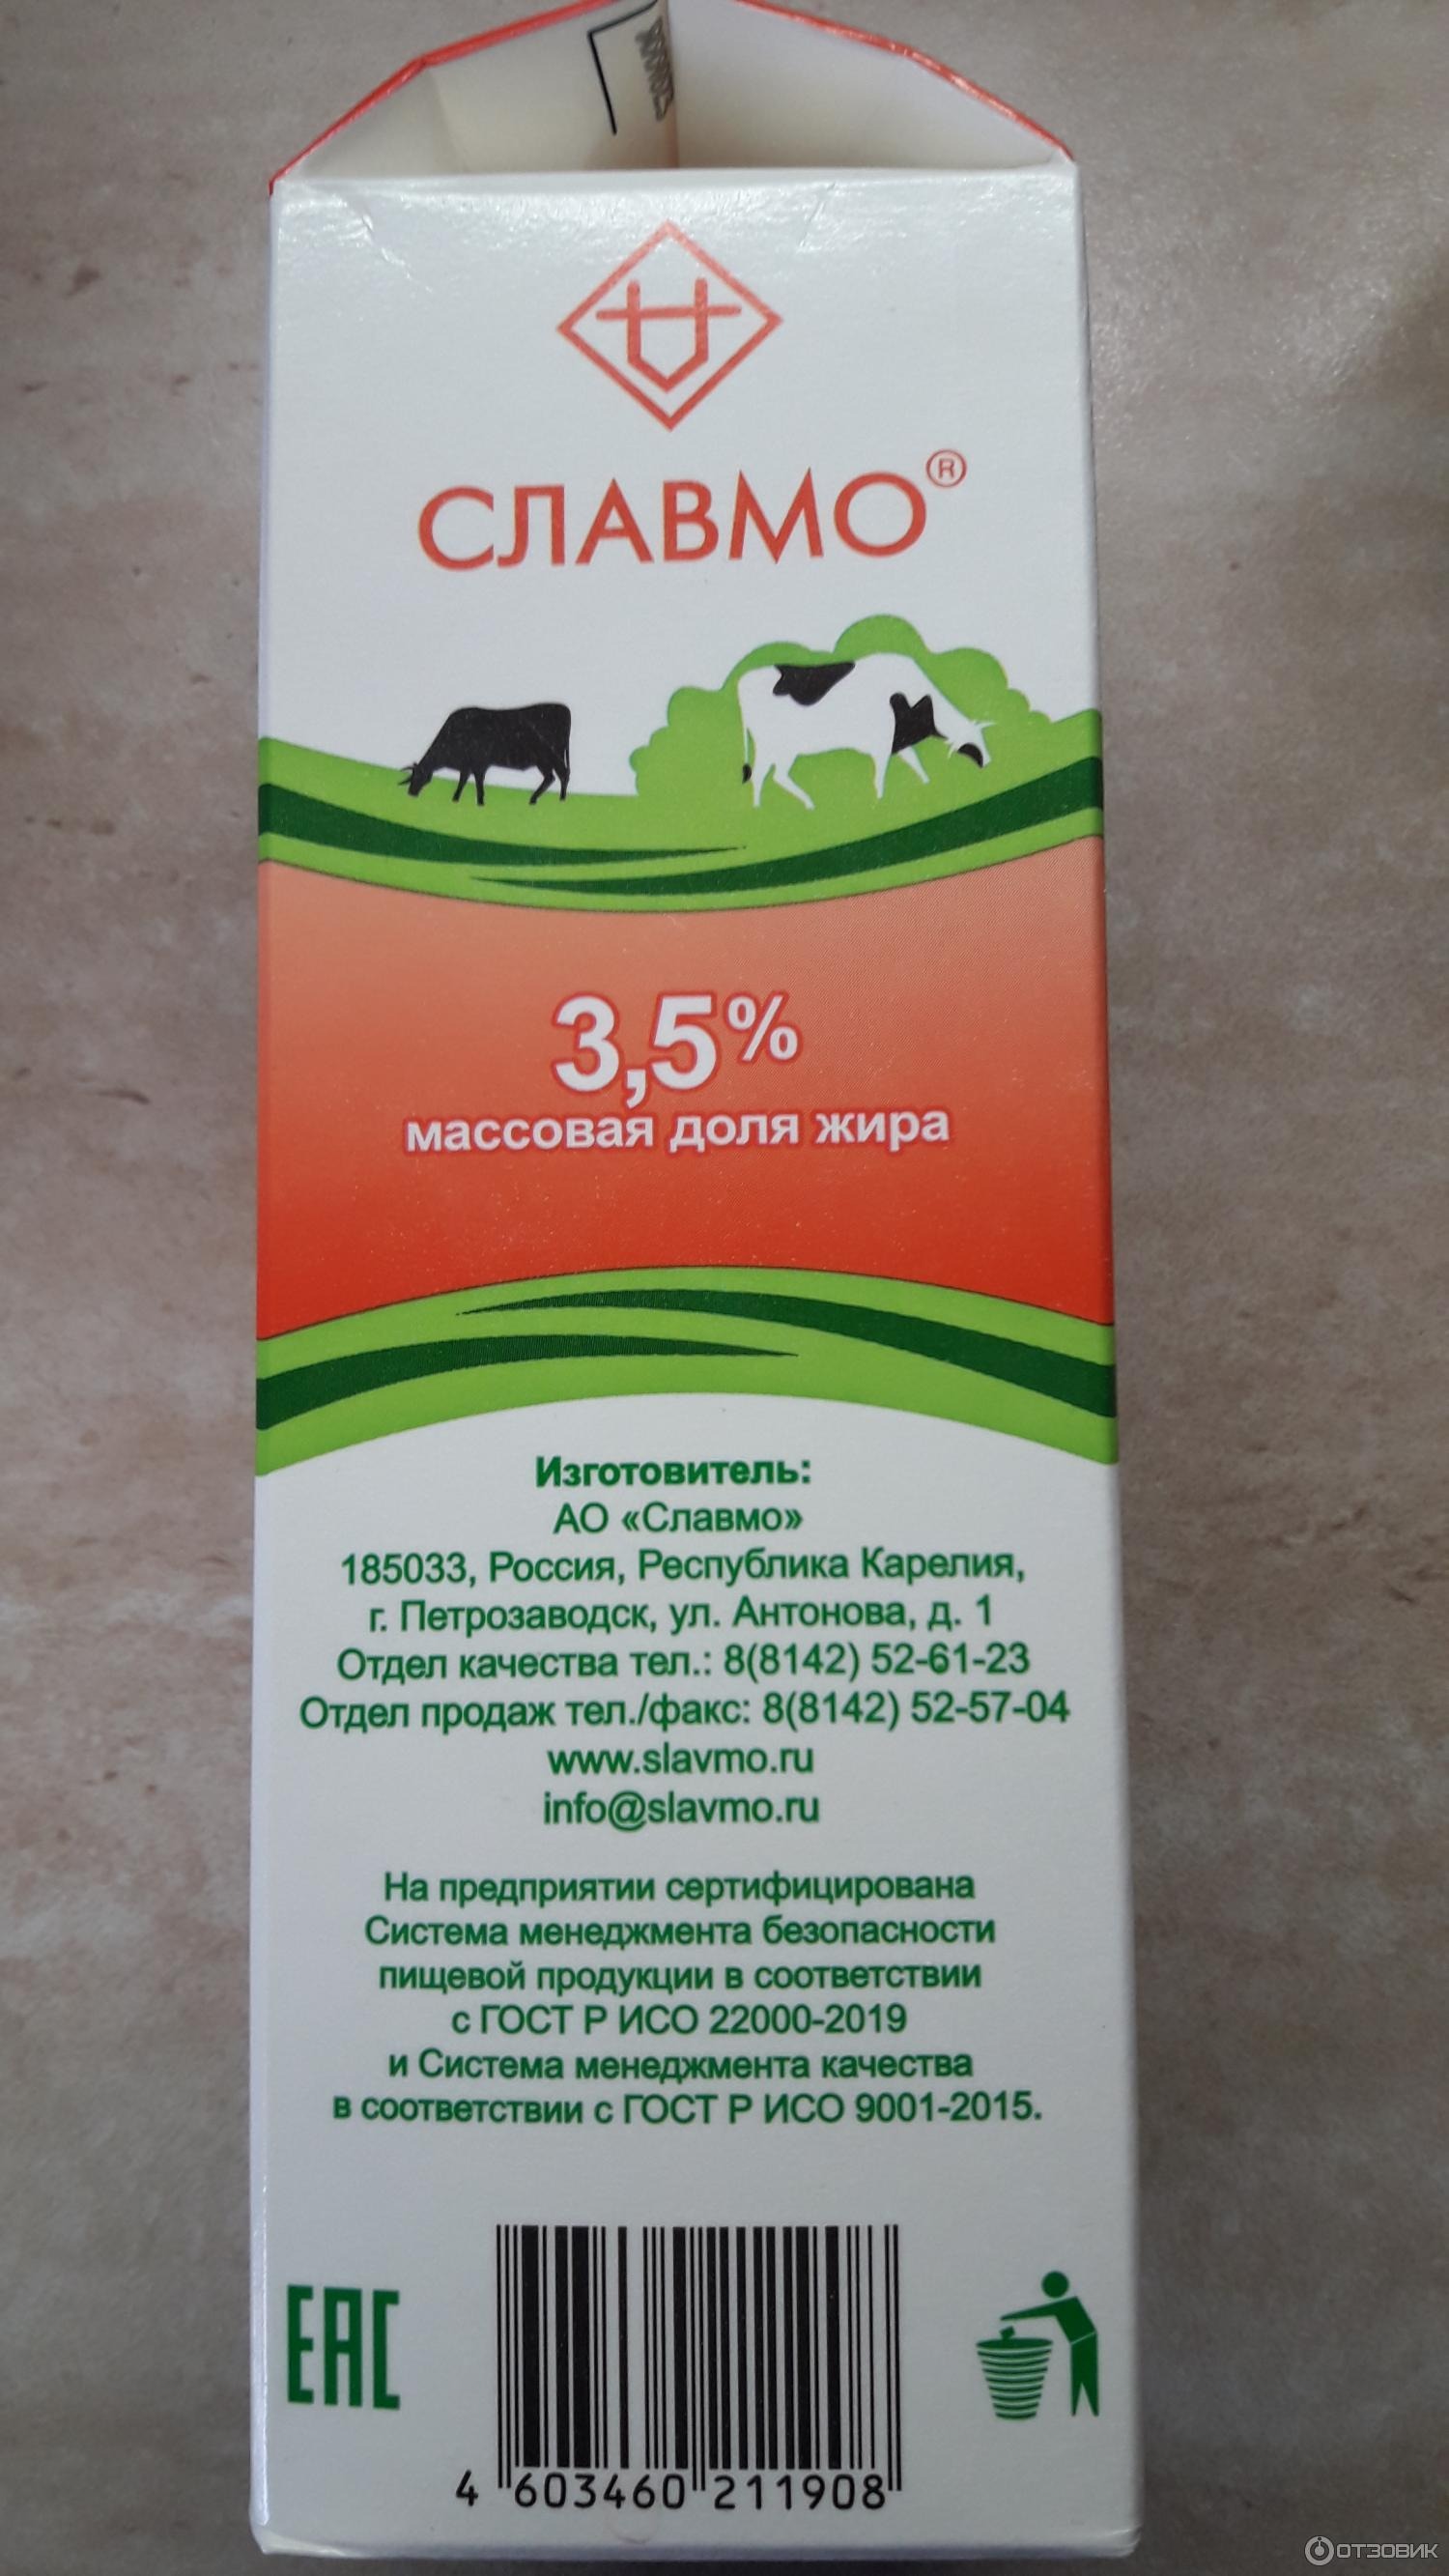 СЛАВМО®
3,5%
массовая доля жира
Изготовитель:
АО «Славмо»
185033, Россия, Республика Карелия,
г. Петрозаводск, ул. Антонова, д. 1
Отдел качества тел.: 8(8142) 52-61-23
Отдел продаж тел./факс: 8(8142) 52-57-04
www.slavmo.ru
info@slavmo.ru
На предприятии сертифицирована
Система менеджмента безопасности
пищевой продукции в соответствии
с ГОСТ Р ИСО 22000-2019
и Система менеджмента качества
в соответствии с ГОСТ Р ИСО 9001-2015.
EAC
4 603460 211908
ОТЗОВИК